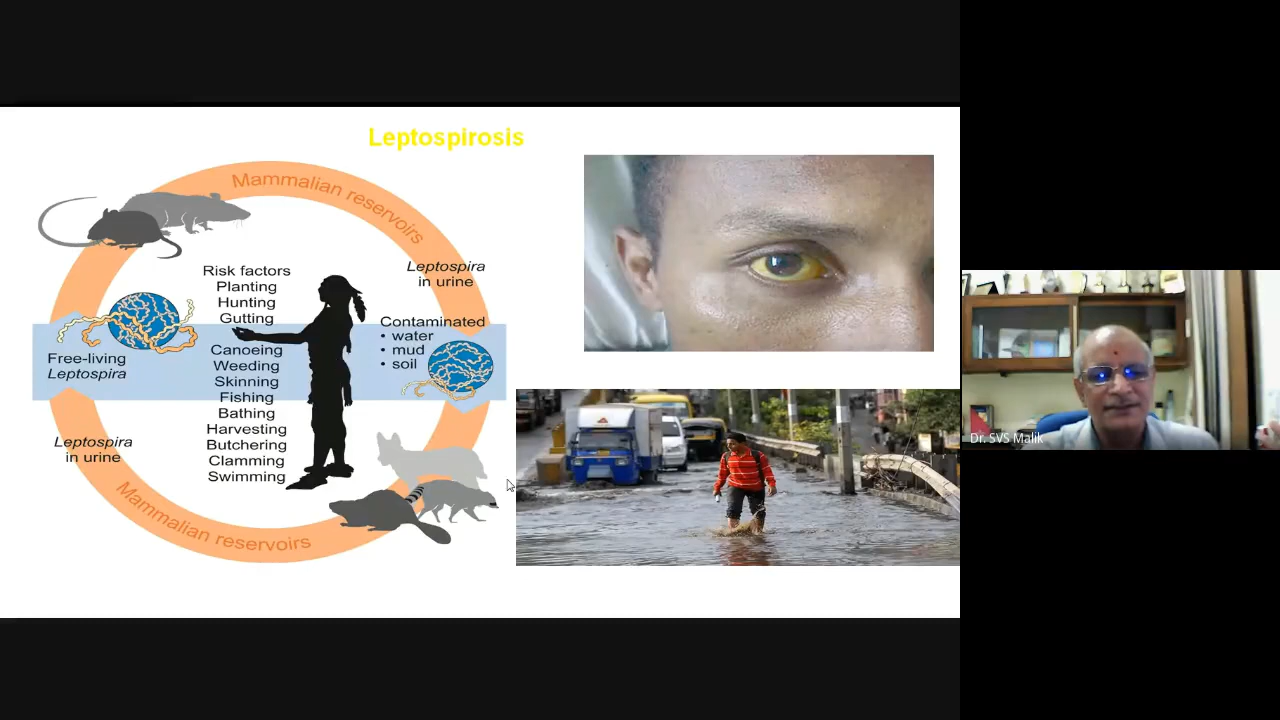 Leptospirosis
Mammalian reservoirs
Leptospira
in urine
Risk factors
Planting
Hunting
Gutting
Canoeing
Weeding
Skinning
Fishing
Bathing
Harvesting
Butchering
Clamming
Swimming
Contaminated
• water
• mud
• soil
Free-living
Leptospira
Leptospira
in urine
Mammalian reservoirs
Dr. SVS Malik